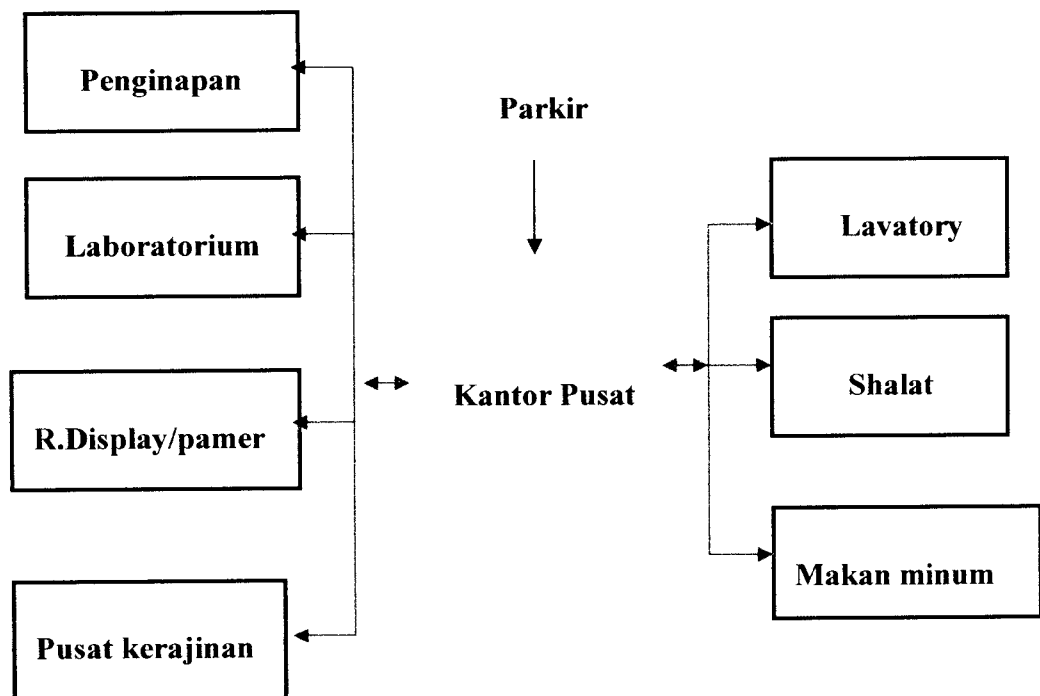 Penginapan
Parkir
Laboratorium
Lavatory
Kantor Pusat
Shalat
R.Display/pamer
Makan minum
Pusat kerajinan